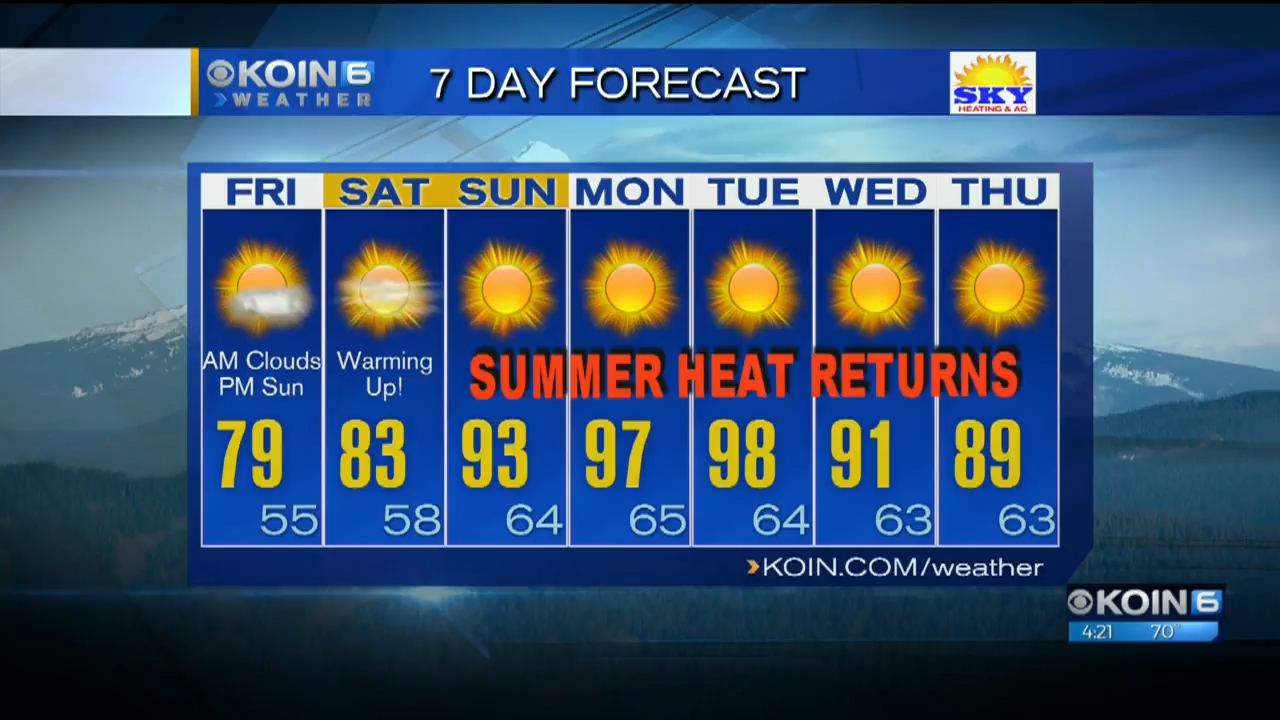 KOIN 6
WEATHER
7 DAY FORECAST
SKY
HEATING & AC
FRI SAT SUN MON TUE WED THU
AM Clouds
PM Sun
Warming
Up!
SUMMER HEAT RETURNS
79 83 93 97 98 91 89
55 58 64 65 64 63 63
KOIN.COM/weather
KOIN 6
4:21 70°